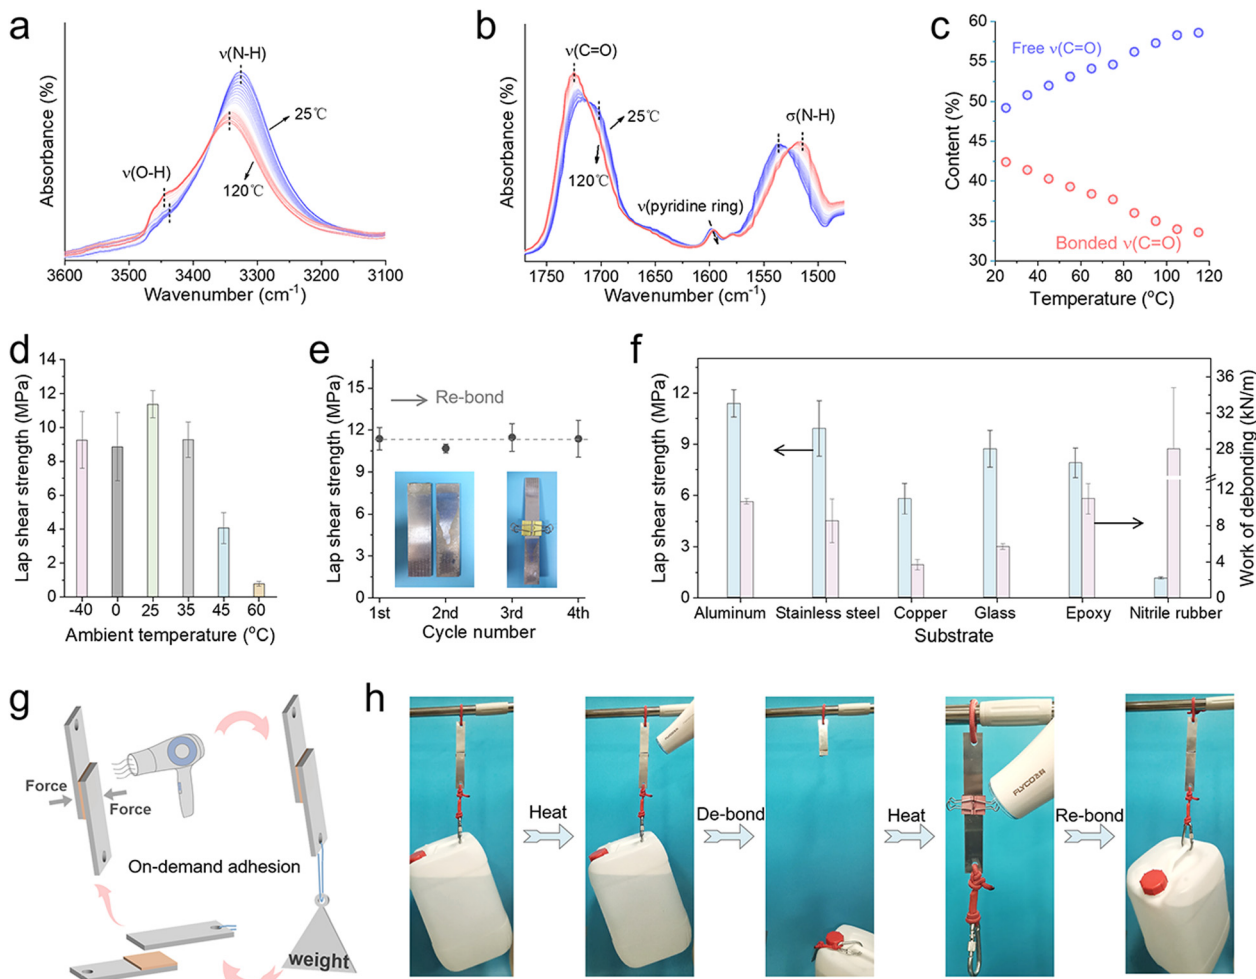 a
Absorbance (%)
ν(N-H)
25℃
ν(O-H)
120℃
3600 3500 3400 3300 3200 3100
Wavenumber (cm⁻¹)
b
Absorbance (%)
ν(C=O)
25℃
σ(N-H)
120℃
ν(pyridine ring)
1750 1700 1650 1600 1550 1500
Wavenumber (cm⁻¹)
c
Content (%)
60
55
50
45
40
35
30
Free ν(C=O)
Bonded ν(C=O)
20 40 60 80 100 120
Temperature (ºC)
d
Lap shear strength (MPa)
14
12
10
8
6
4
2
0
-40 0 25 35 45 60
Ambient temperature (ºC)
e
Lap shear strength (MPa)
15
12
9
6
3
0
Re-bond
1st 2nd 3rd 4th
Cycle number
f
Lap shear strength (MPa)
12
9
6
3
0
36
32
28
24
12
8
4
0
Work of debonding (kN/m)
Aluminum Stainless steel Copper Glass Epoxy Nitrile rubber
Substrate
g
Force
Force
On-demand adhesion
weight
h
Heat
De-bond
Heat
FLYCO
Re-bond